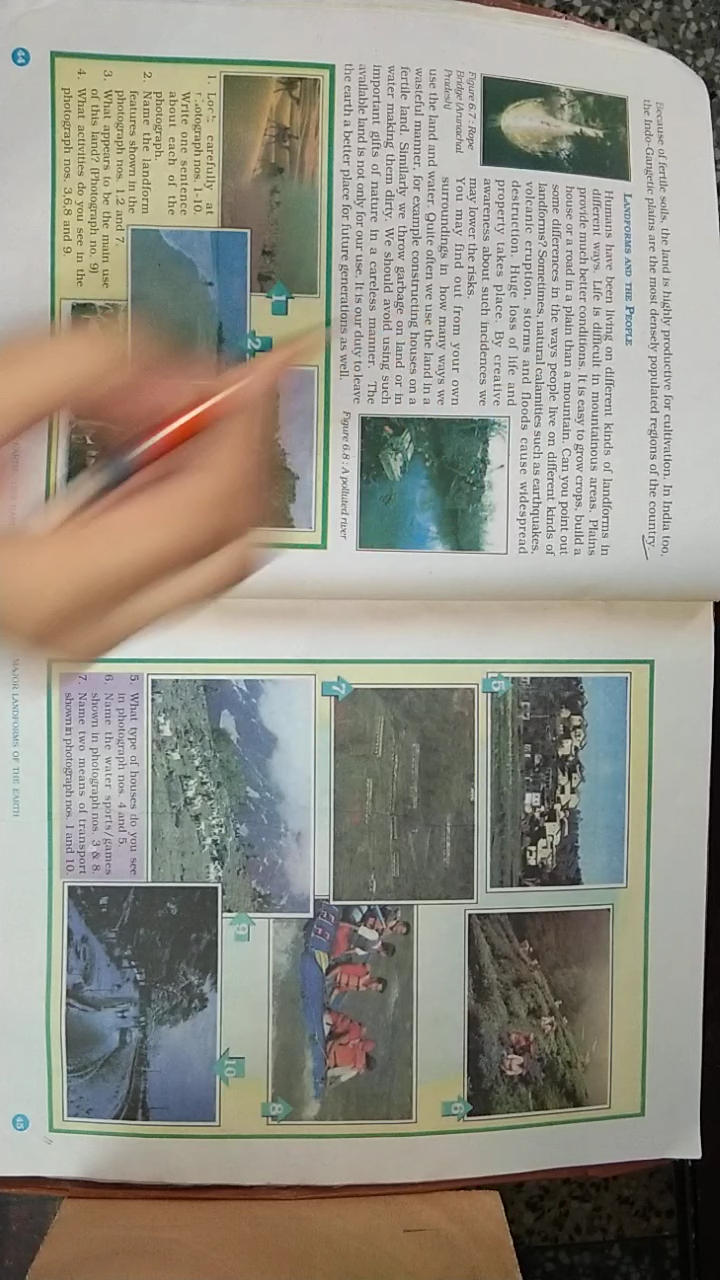 Because of fertile soils, the land is highly productive for cultivation. In India too,
the Indo-Gangetic plains are the most densely populated regions of the country.
LANDFORMS AND THE PEOPLE
Humans have been living on different kinds of landforms in
different ways. Life is difficult in mountainous areas. Plains
provide much better conditions. It is easy to grow crops, build a
house or a road in a plain than a mountain. Can you point out
some differences in the ways people live on different kinds of
landforms? Sometimes, natural calamities such as earthquakes,
volcanic eruption, storms and floods cause widespread
destruction. Huge loss of life and
property takes place. By creative
awareness about such incidences we
may lower the risks.
Figure 6.7 : Rope
Bridge (Arunachal
Pradesh)
You may find out from your own
surroundings in how many ways we
use the land and water. Quite often we use the land in a
wasteful manner, for example constructing houses on a
fertile land. Similarly we throw garbage on land or in
water making them dirty. We should avoid using such
important gifts of nature in a careless manner. The
available land is not only for our use. It is our duty to leave
the earth a better place for future generations as well.
Figure 6.8 : A polluted river
1
2
1. carefully at
nos. 1-10.
Write one sentence
about each of the
photograph.
2. Name the landform
features shown in the
photograph nos. 1,2 and 7.
3. What appears to be the main use
of this land? (Photograph no. 9)
4. What activities do you see in the
photograph nos. 3,6,8 and 9.
44
5
6
7
8
9
10
5. What type of houses do you see
in photograph nos. 4 and 5.
6. Name the water sports/games
shown in photograph nos. 3 & 8.
7. Name two means of transport
shown in photograph nos. 1 and 10.
MAJOR LANDFORMS OF THE EARTH
45